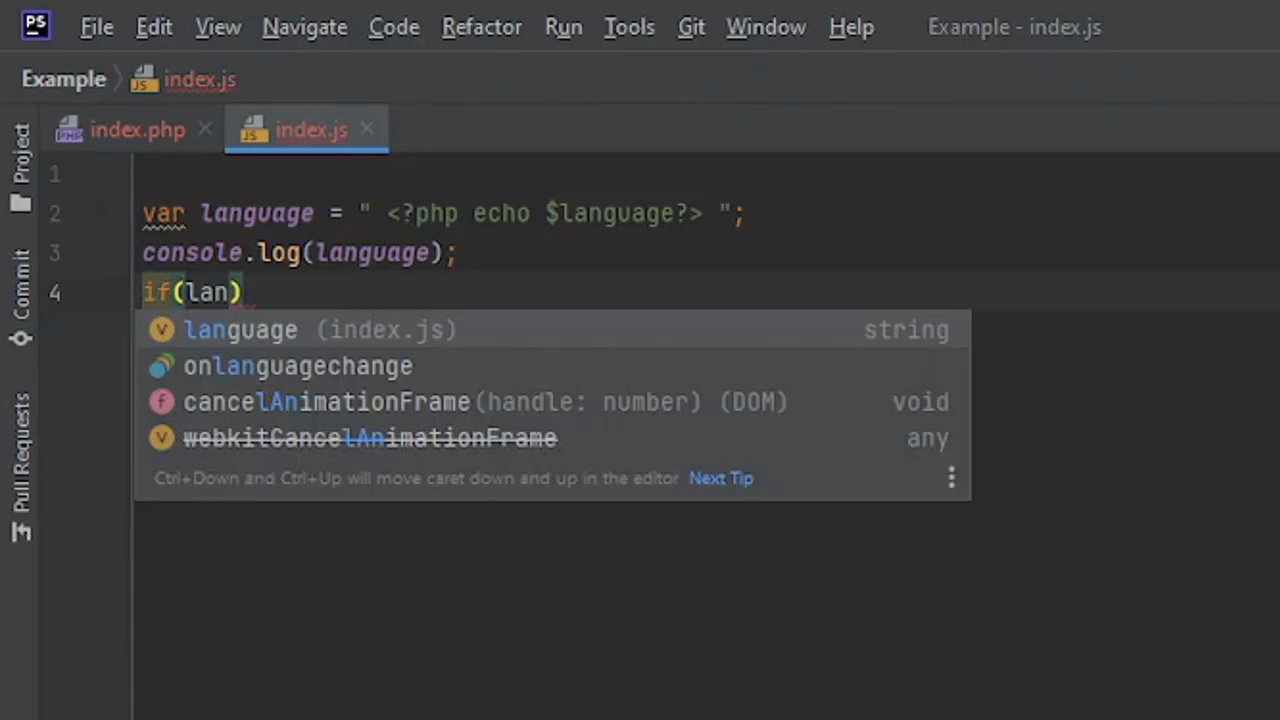 PS File Edit View Navigate Code Refactor Run Tools Git Window Help Example - index.js
Example index.js
index.php index.js
Project
Commit
Pull Requests
1
2 var language = " <?php echo $language?> ";
3 console.log(language);
4 if(lan)
language (index.js) string
onlanguagechange
cancelAnimationFrame(handle: number) (DOM) void
webkitCancelAnimationFrame any
Ctrl+Down and Ctrl+Up will move caret down and up in the editor Next Tip